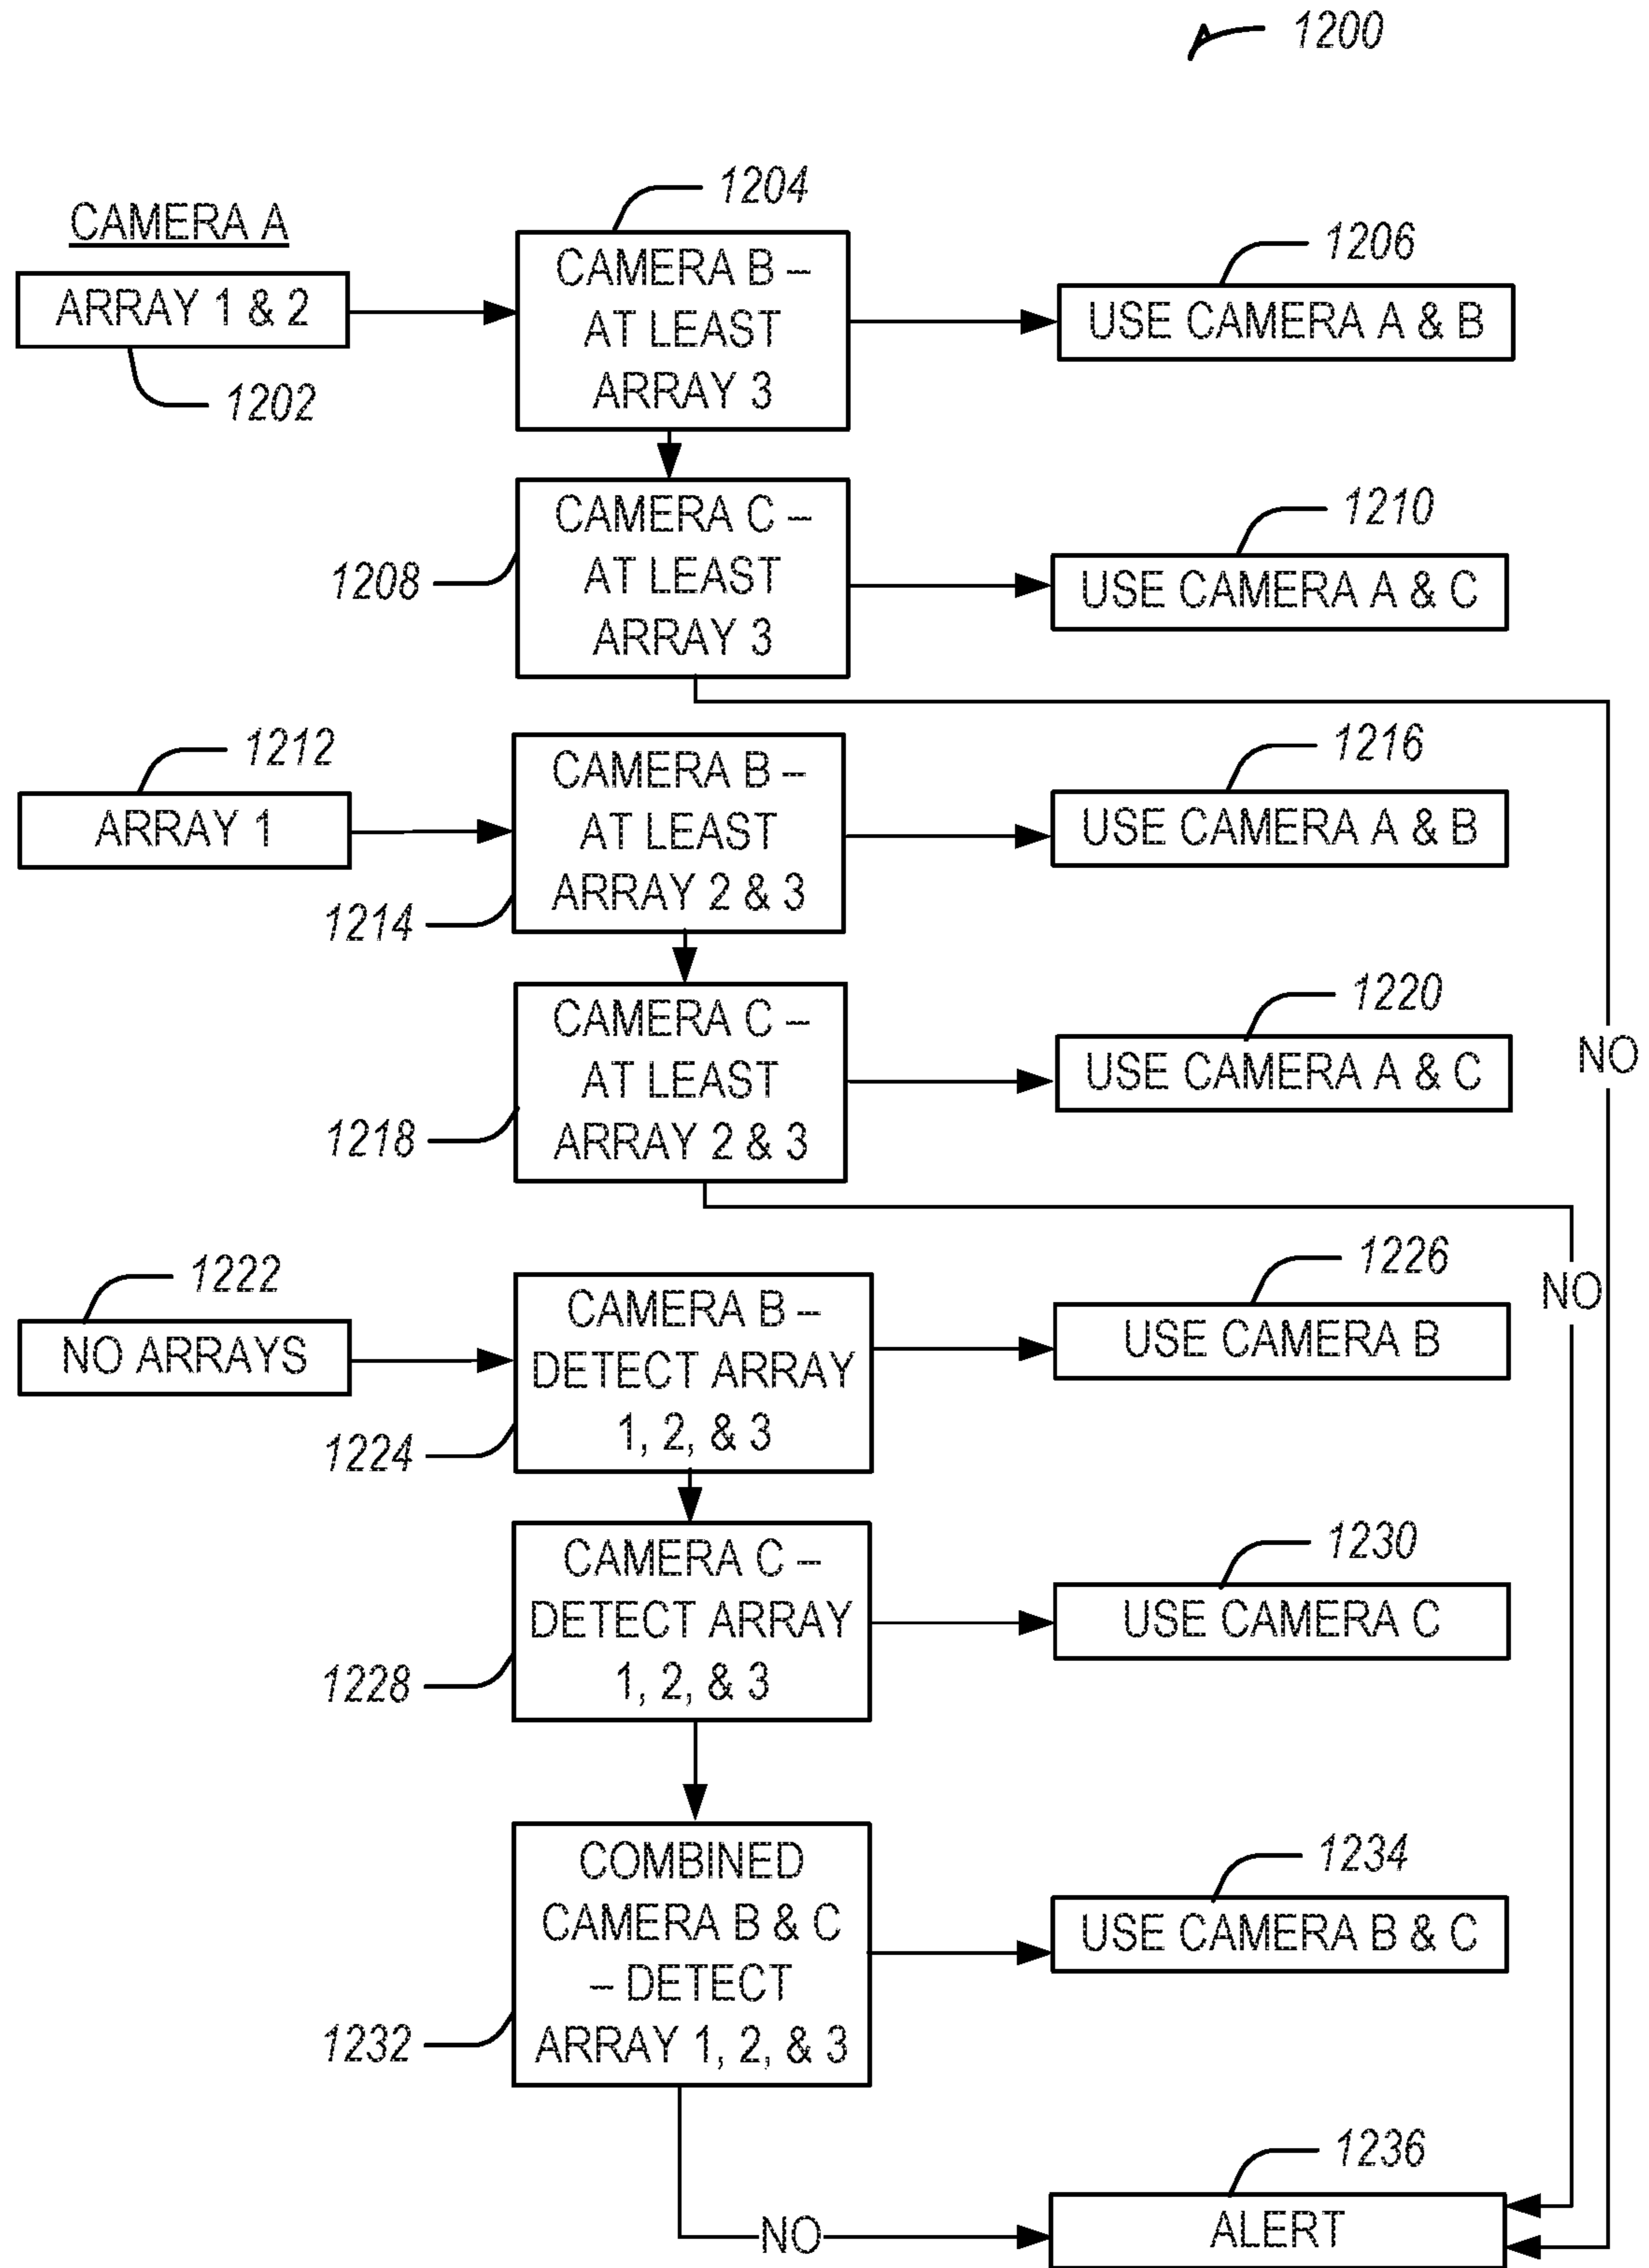 1200
CAMERA A
ARRAY 1 & 2
1202
1204
CAMERA B –
AT LEAST
ARRAY 3
1206
USE CAMERA A & B
1208
CAMERA C –
AT LEAST
ARRAY 3
1210
USE CAMERA A & C
1212
ARRAY 1
1214
CAMERA B –
AT LEAST
ARRAY 2 & 3
1216
USE CAMERA A & B
1218
CAMERA C –
AT LEAST
ARRAY 2 & 3
1220
USE CAMERA A & C
NO
1222
NO ARRAYS
1224
CAMERA B –
DETECT ARRAY
1, 2, & 3
1226
USE CAMERA B
NO
1228
CAMERA C –
DETECT ARRAY
1, 2, & 3
1230
USE CAMERA C
1232
COMBINED
CAMERA B & C
– DETECT
ARRAY 1, 2, & 3
1234
USE CAMERA B & C
NO
1236
ALERT